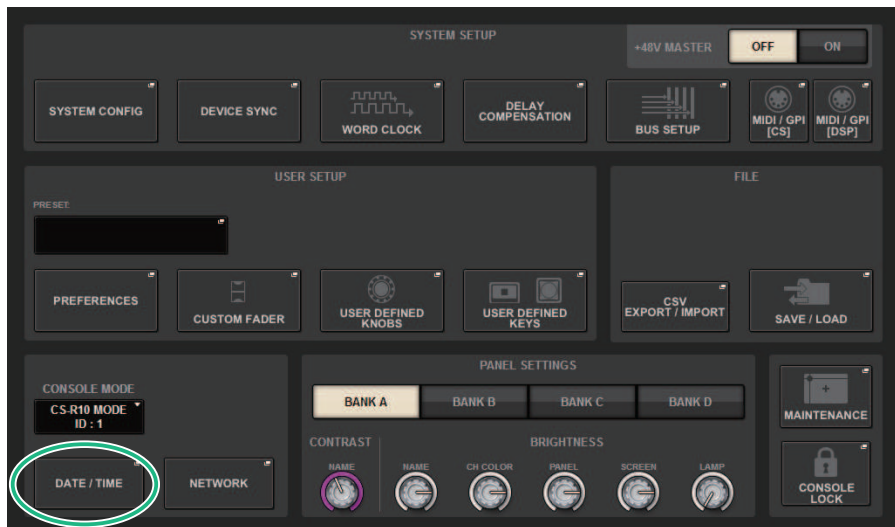 SYSTEM SETUP
+48V MASTER
OFF
ON
SYSTEM CONFIG
DEVICE SYNC
WORD CLOCK
DELAY
COMPENSATION
BUS SETUP
MIDI / GPI
[CS]
MIDI / GPI
[DSP]
USER SETUP
PRESET:
PREFERENCES
CUSTOM FADER
USER DEFINED
KNOBS
USER DEFINED
KEYS
FILE
CSV
EXPORT / IMPORT
SAVE / LOAD
CONSOLE MODE
CS-R10 MODE
ID : 1
DATE / TIME
NETWORK
PANEL SETTINGS
BANK A
BANK B
BANK C
BANK D
CONTRAST
BRIGHTNESS
NAME
NAME
CH COLOR
PANEL
SCREEN
LAMP
MAINTENANCE
CONSOLE
LOCK